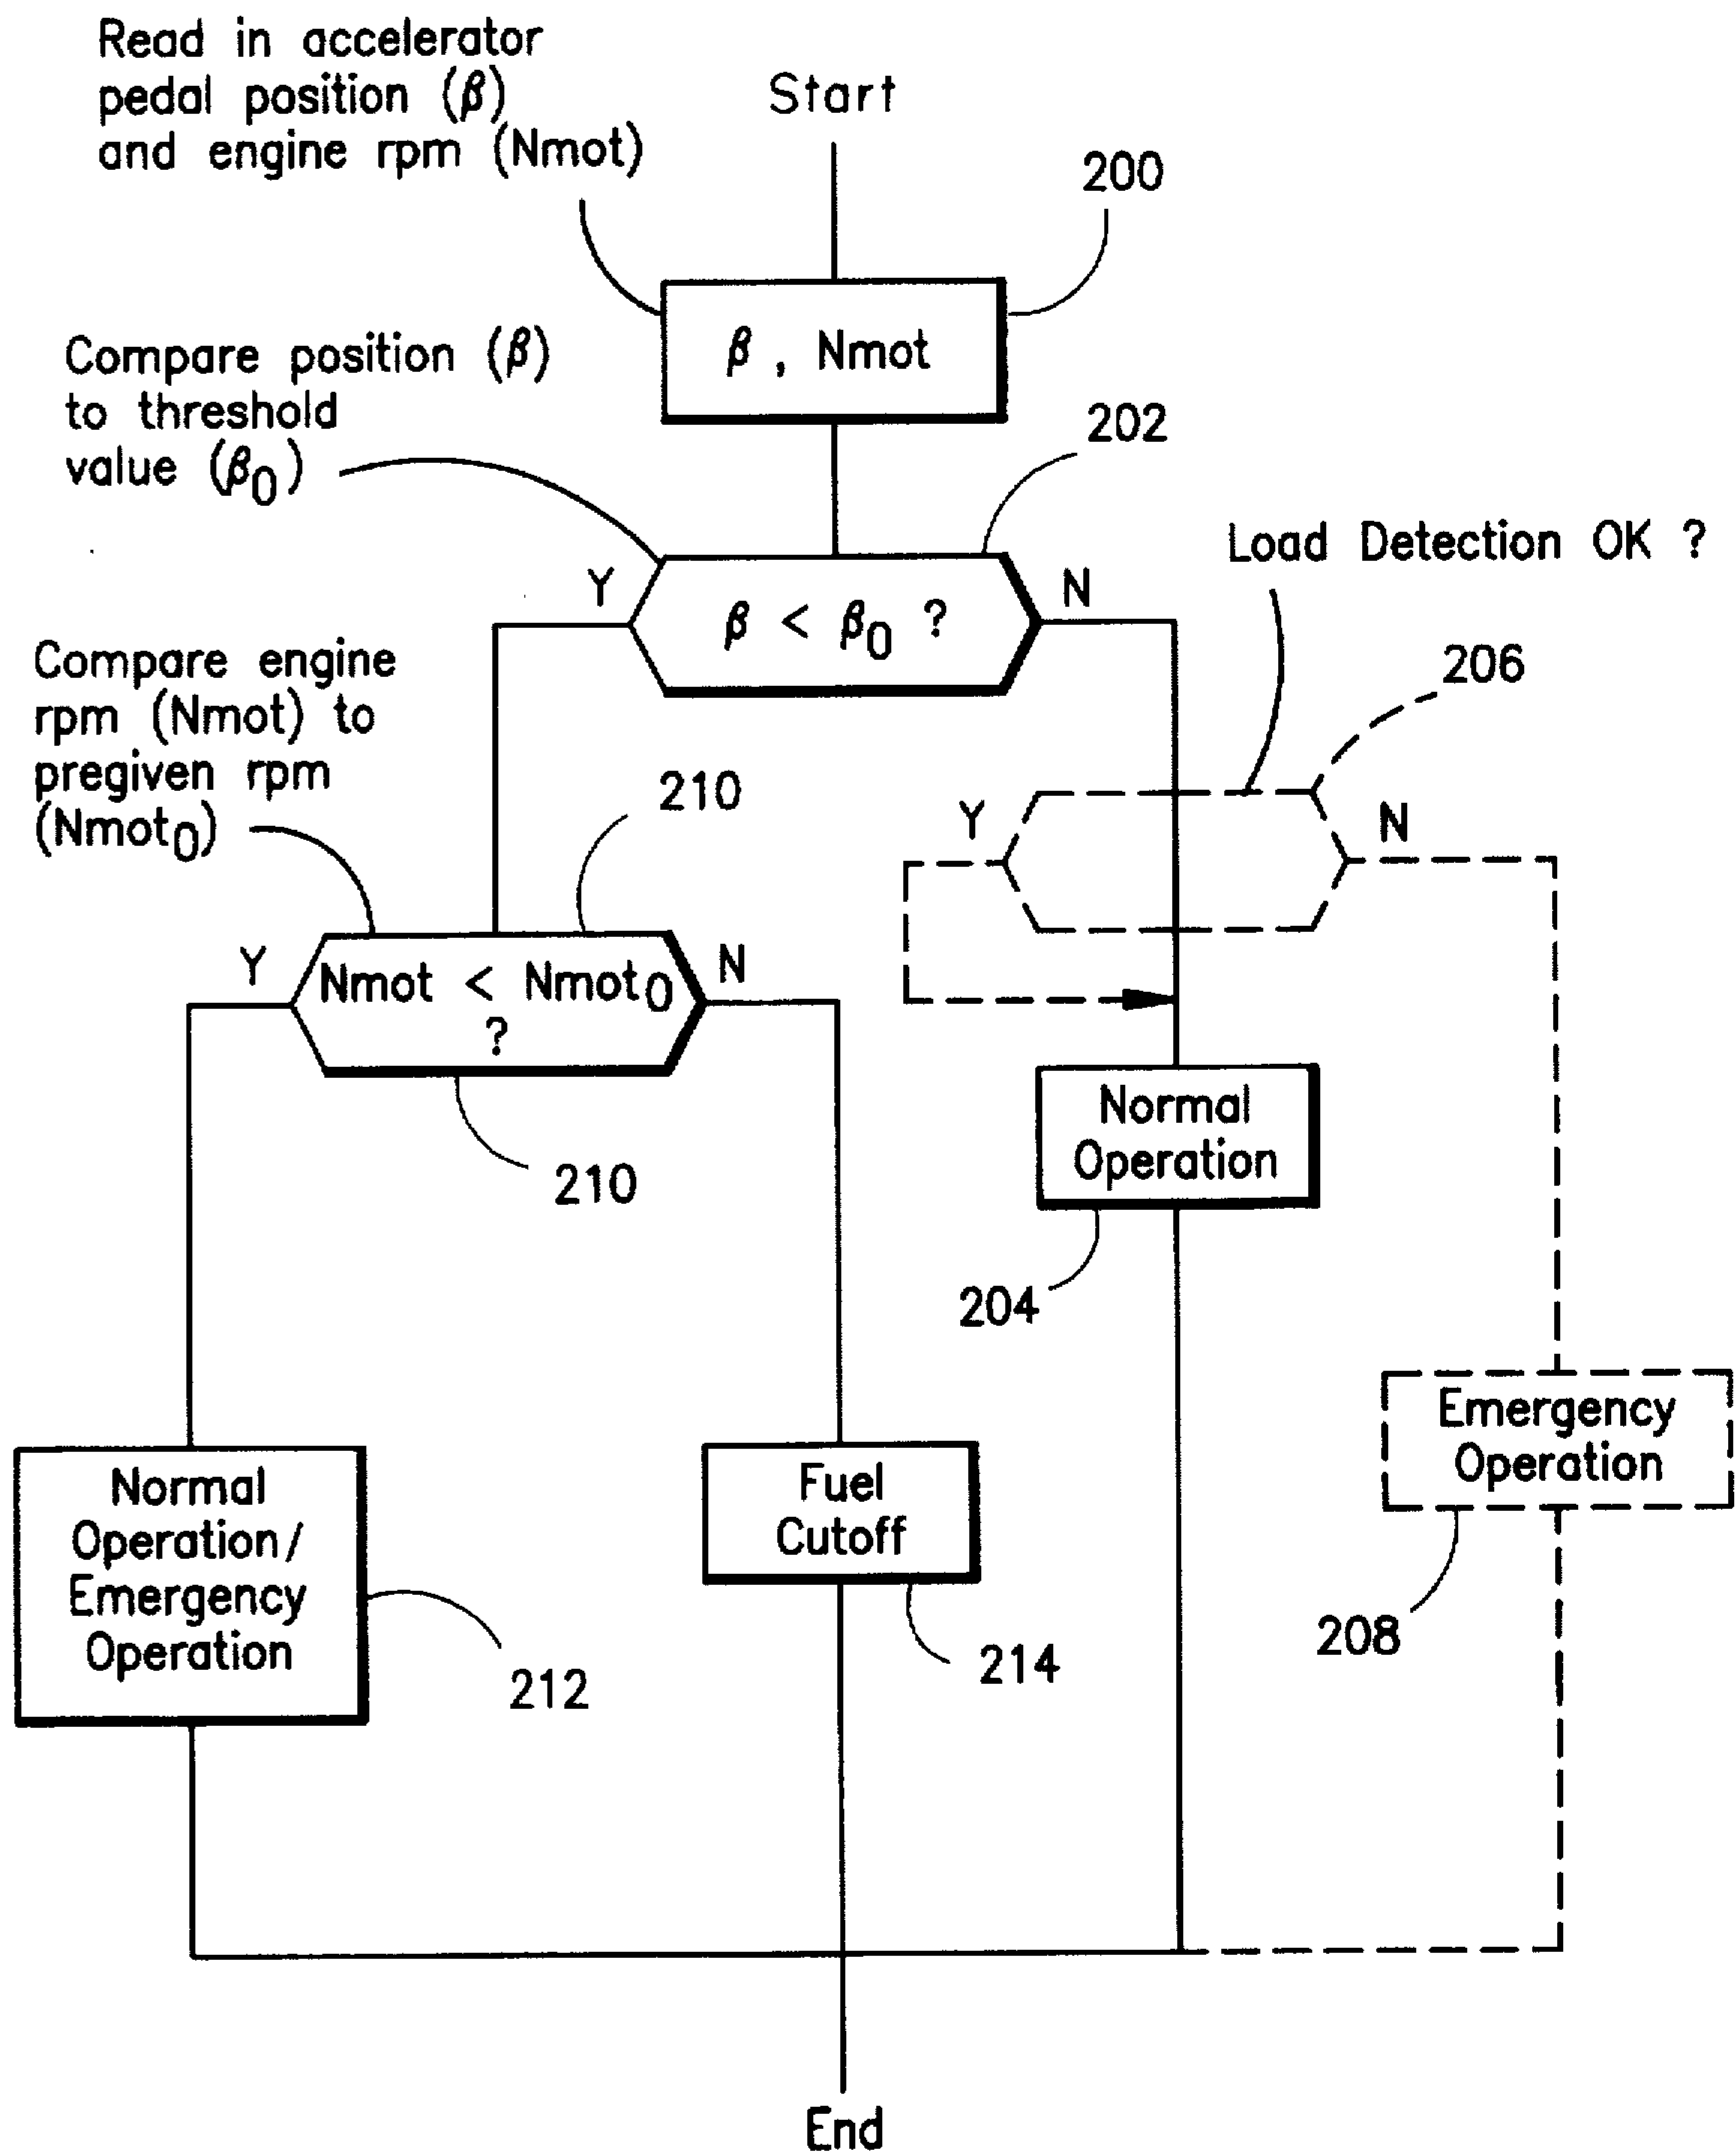 Read in accelerator
pedal position (β)
and engine rpm (Nmot)
Start
200
β , Nmot
Compare position (β)
to threshold
value (β0)
202
Load Detection OK ?
Y
β < β0 ?
N
Compare engine
rpm (Nmot) to
pregiven rpm
(Nmot0)
206
210
Y
N
Y
Nmot < Nmot0
?
N
210
Normal
Operation
204
Emergency
Operation
208
Normal
Operation/
Emergency
Operation
212
Fuel
Cutoff
214
End